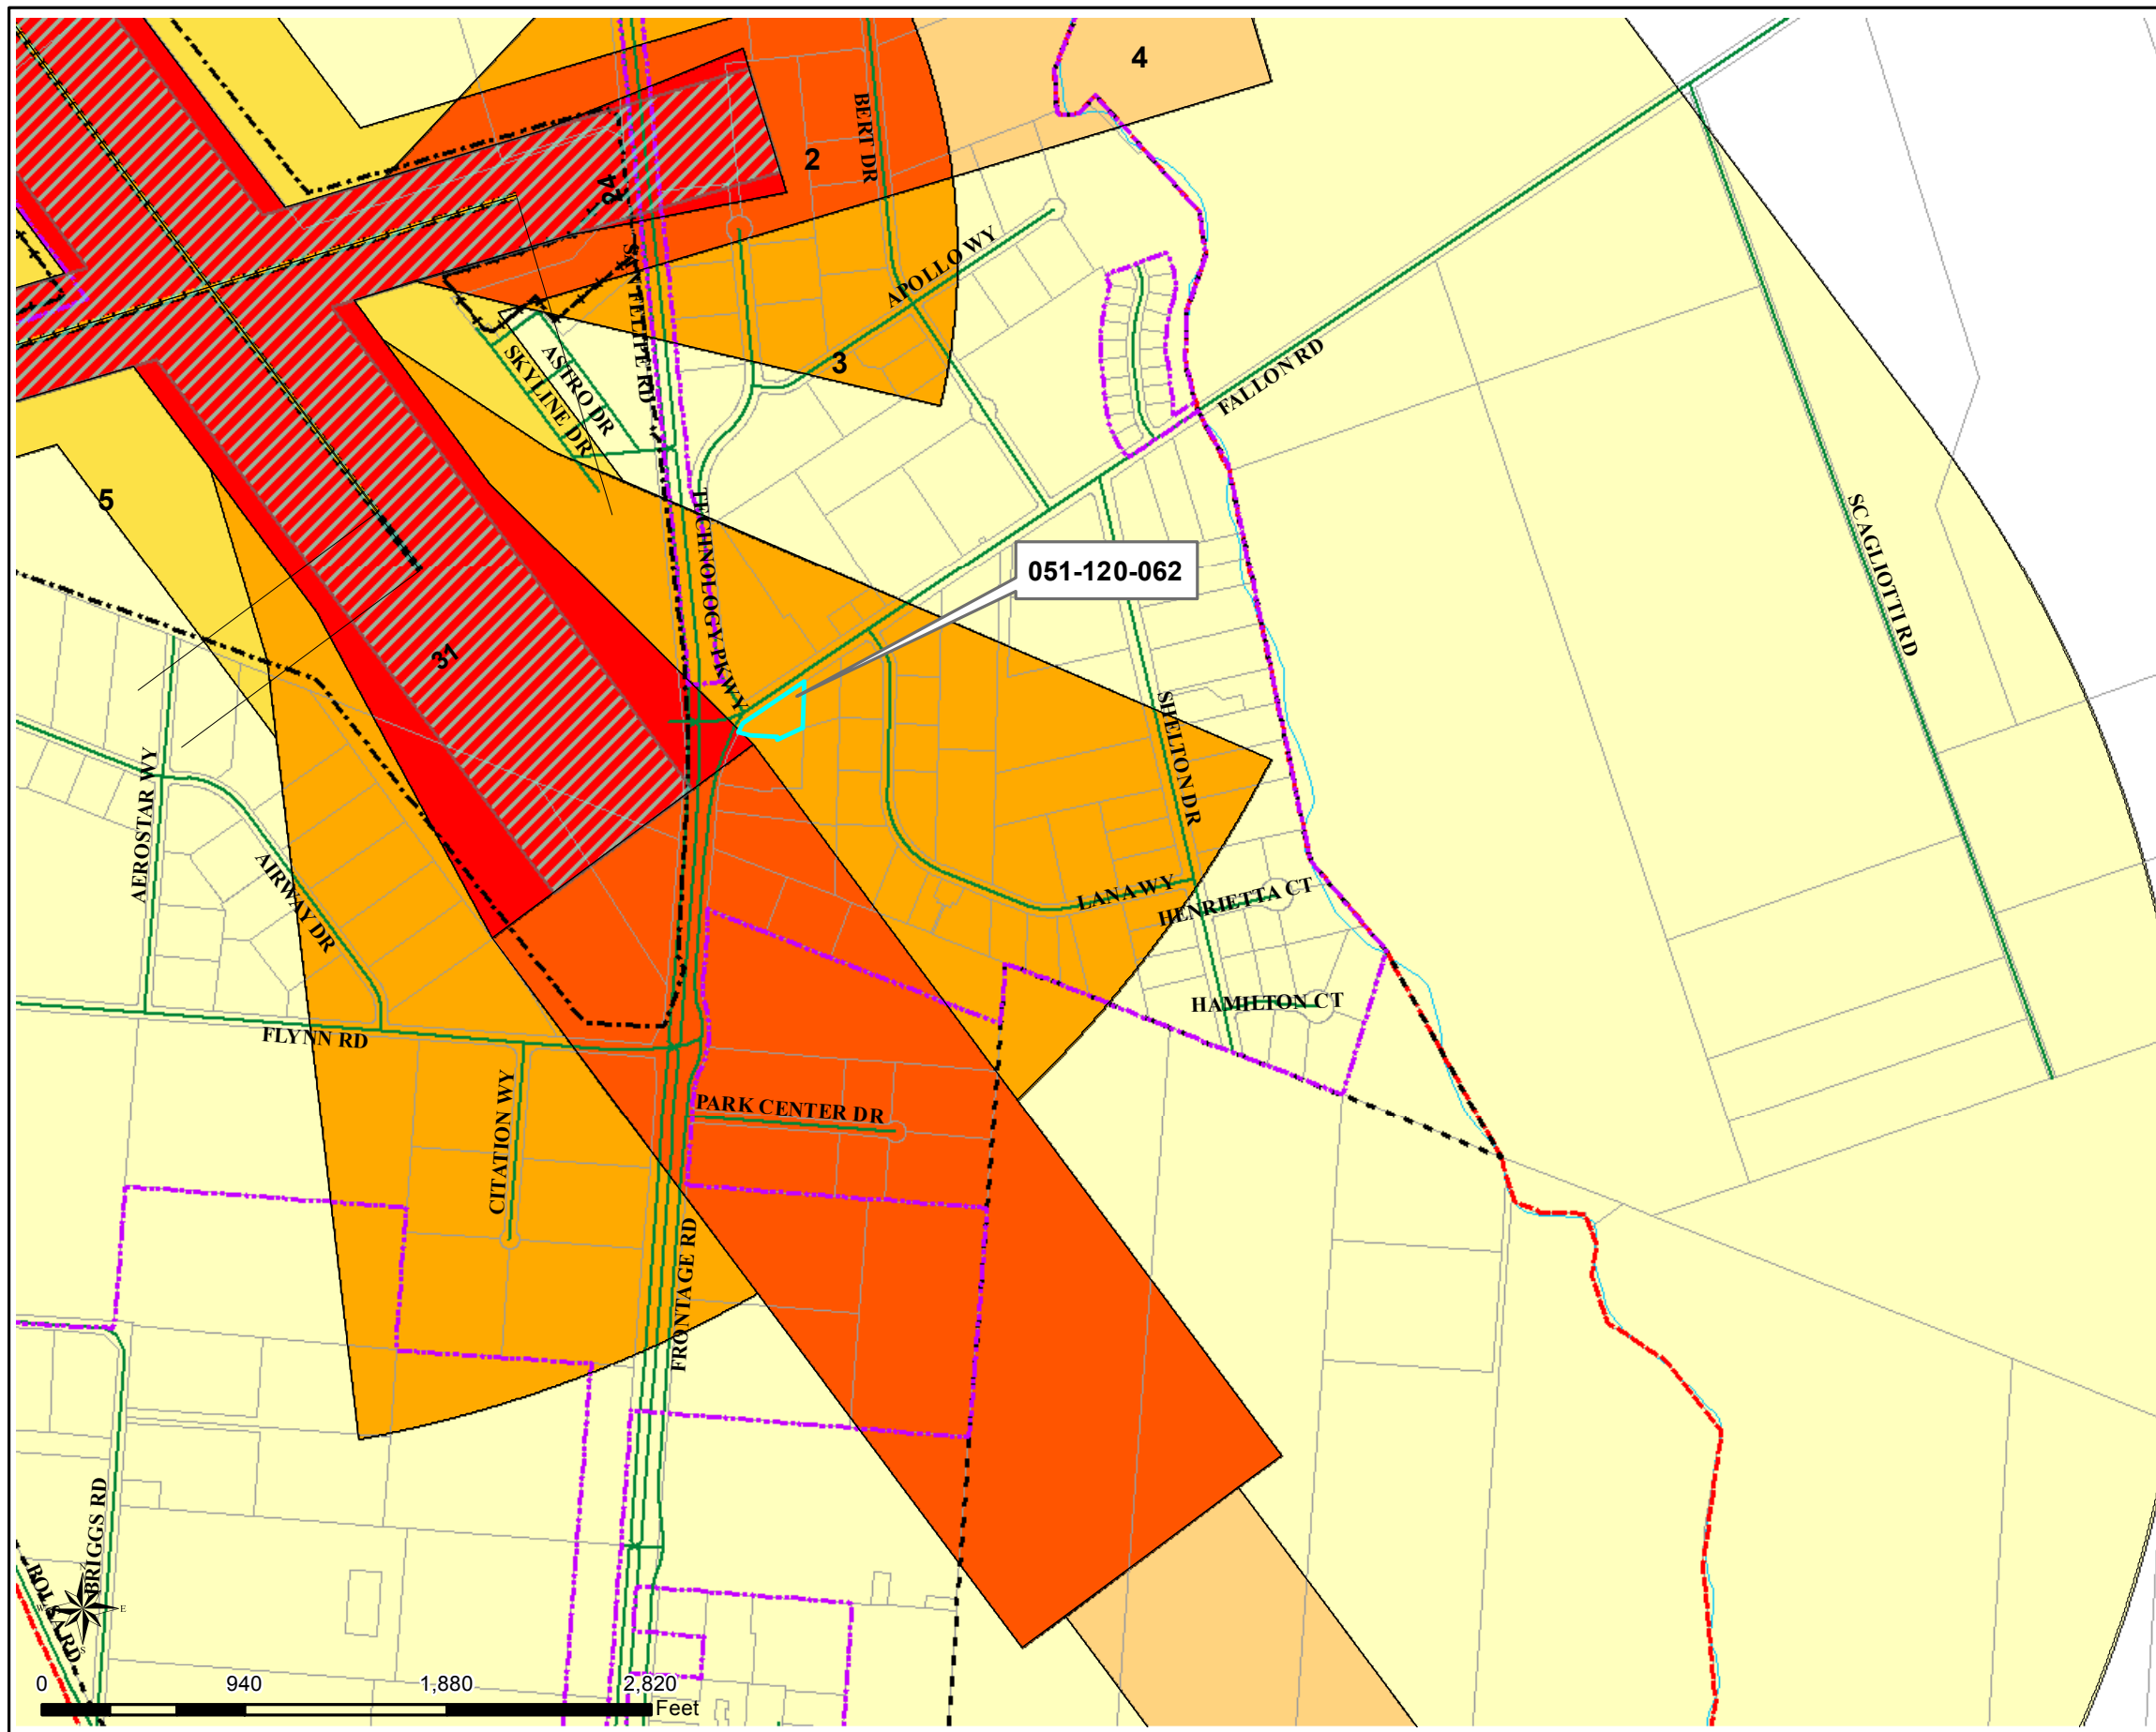 4
BERT DR
2
24
SAN FELIPE RD
APOLLO WY
3
ASTRO DR
SKYLINE DR
FALLON RD
5
TECHNOLOGY PKWY
SCAGLIOTTI RD
051-120-062
31
SHELTON DR
AEROSTAR WY
AIRWAY DR
LANA WY
HENRIETTA CT
HAMILTON CT
FLYNN RD
CITATION WY
PARK CENTER DR
FRONTAGE RD
BRIGGS RD
BOLSA RD
W E
S
0 940 1,880 2,820
Feet